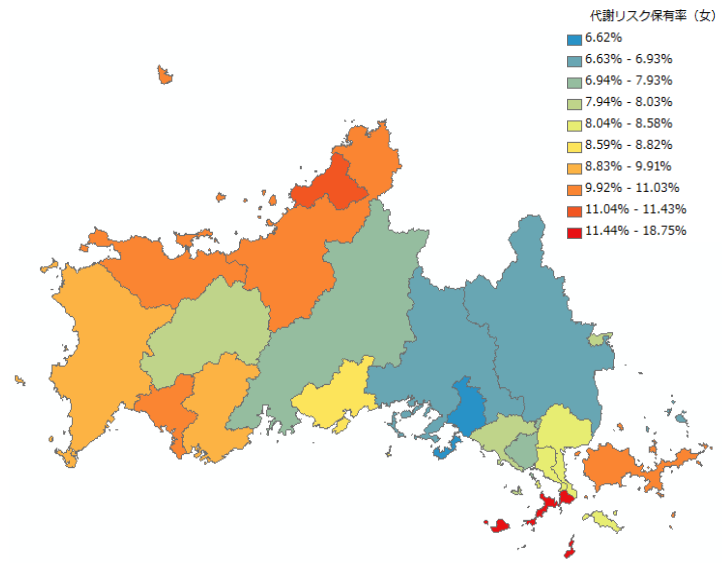 代謝リスク保有率（女）
6.62%
6.63% - 6.93%
6.94% - 7.93%
7.94% - 8.03%
8.04% - 8.58%
8.59% - 8.82%
8.83% - 9.91%
9.92% - 11.03%
11.04% - 11.43%
11.44% - 18.75%